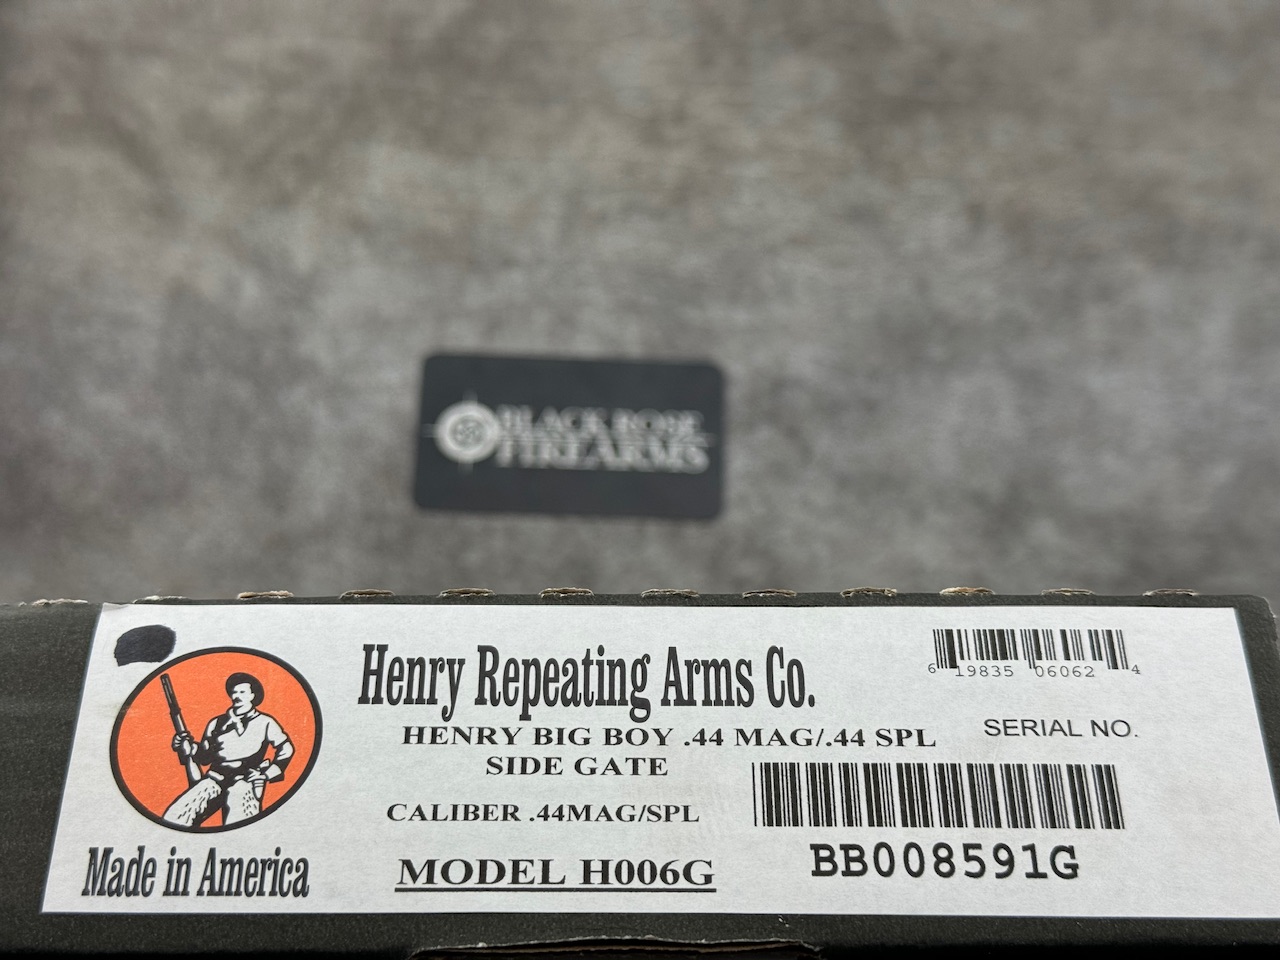 BLACK ROSE
FIREARMS
Henry Repeating Arms Co.
HENRY BIG BOY .44 MAG/.44 SPL
SIDE GATE
CALIBER .44MAG/SPL
MODEL H006G
Made in America
6 19835 06062 4
SERIAL NO.
BB008591G